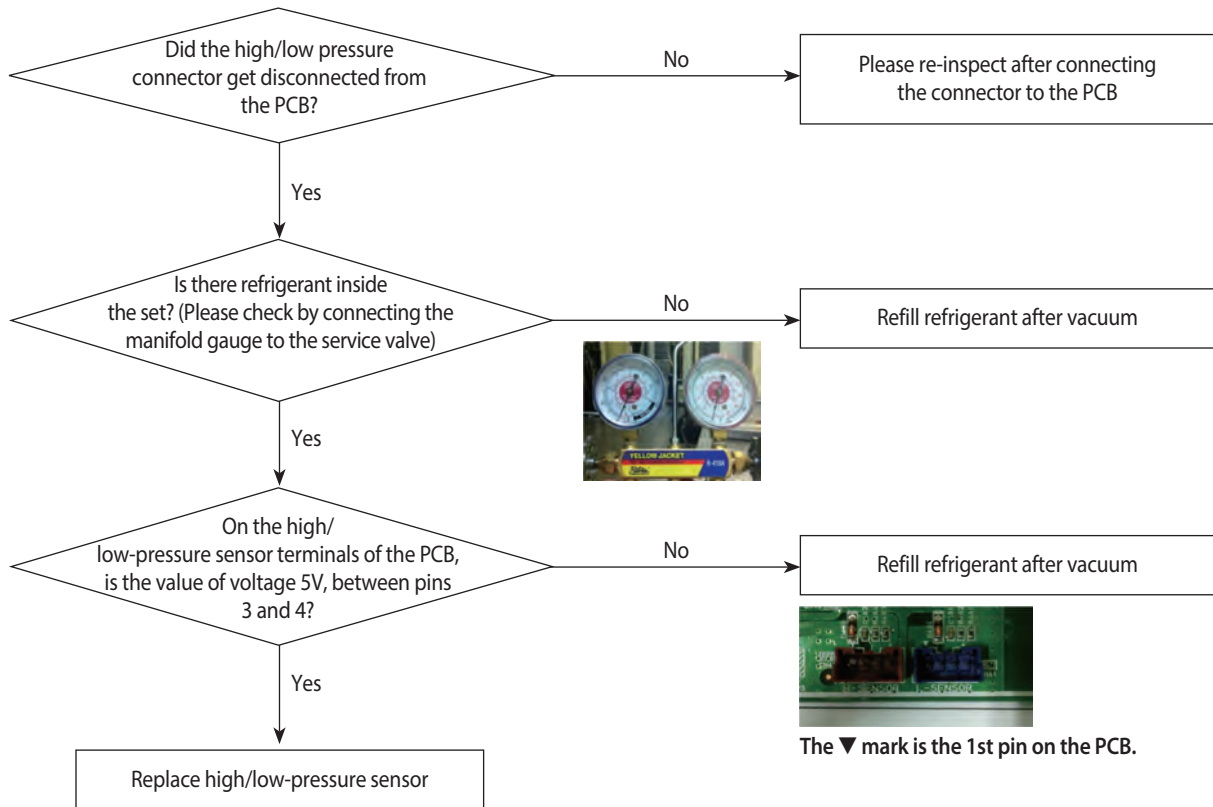 Did the high/low pressure
connector get disconnected from
the PCB?
No
Please re-inspect after connecting
the connector to the PCB
Yes
Is there refrigerant inside
the set? (Please check by connecting the
manifold gauge to the service valve)
No
Refill refrigerant after vacuum
YELLOW JACKET
R-410A
Yes
On the high/
low-pressure sensor terminals of the PCB,
is the value of voltage 5V, between pins
3 and 4?
No
Refill refrigerant after vacuum
H-SENSOR L-SENSOR
The ▼ mark is the 1st pin on the PCB.
Yes
Replace high/low-pressure sensor